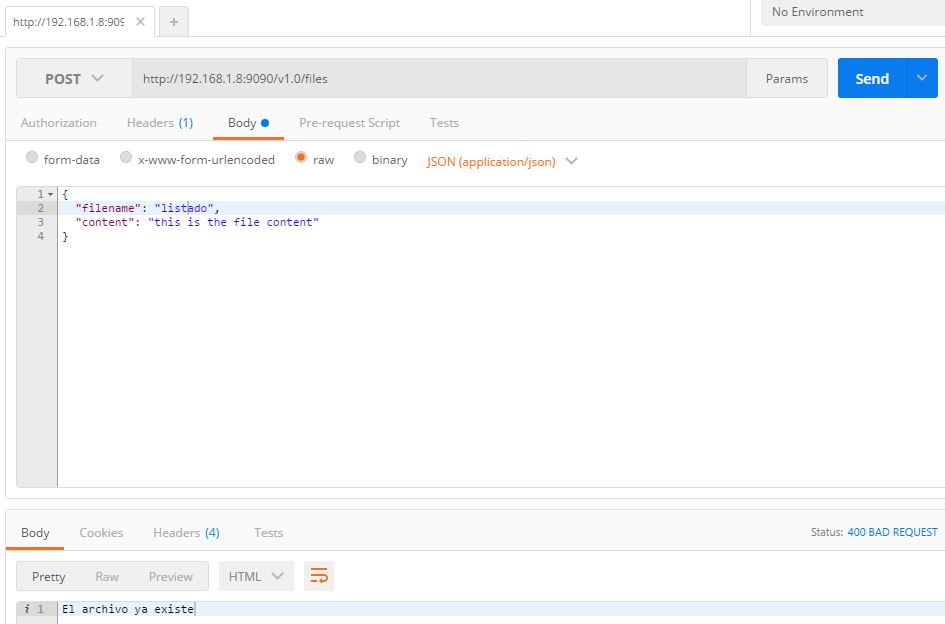 http://192.168.1.8:909
No Environment
POST http://192.168.1.8:9090/v1.0/files Params Send
Authorization Headers (1) Body Pre-request Script Tests
form-data x-www-form-urlencoded raw binary JSON (application/json)
1 {
2 "filename": "listado",
3 "content": "this is the file content"
4 }
Body Cookies Headers (4) Tests Status: 400 BAD REQUEST
Pretty Raw Preview HTML
i 1 El archivo ya existe